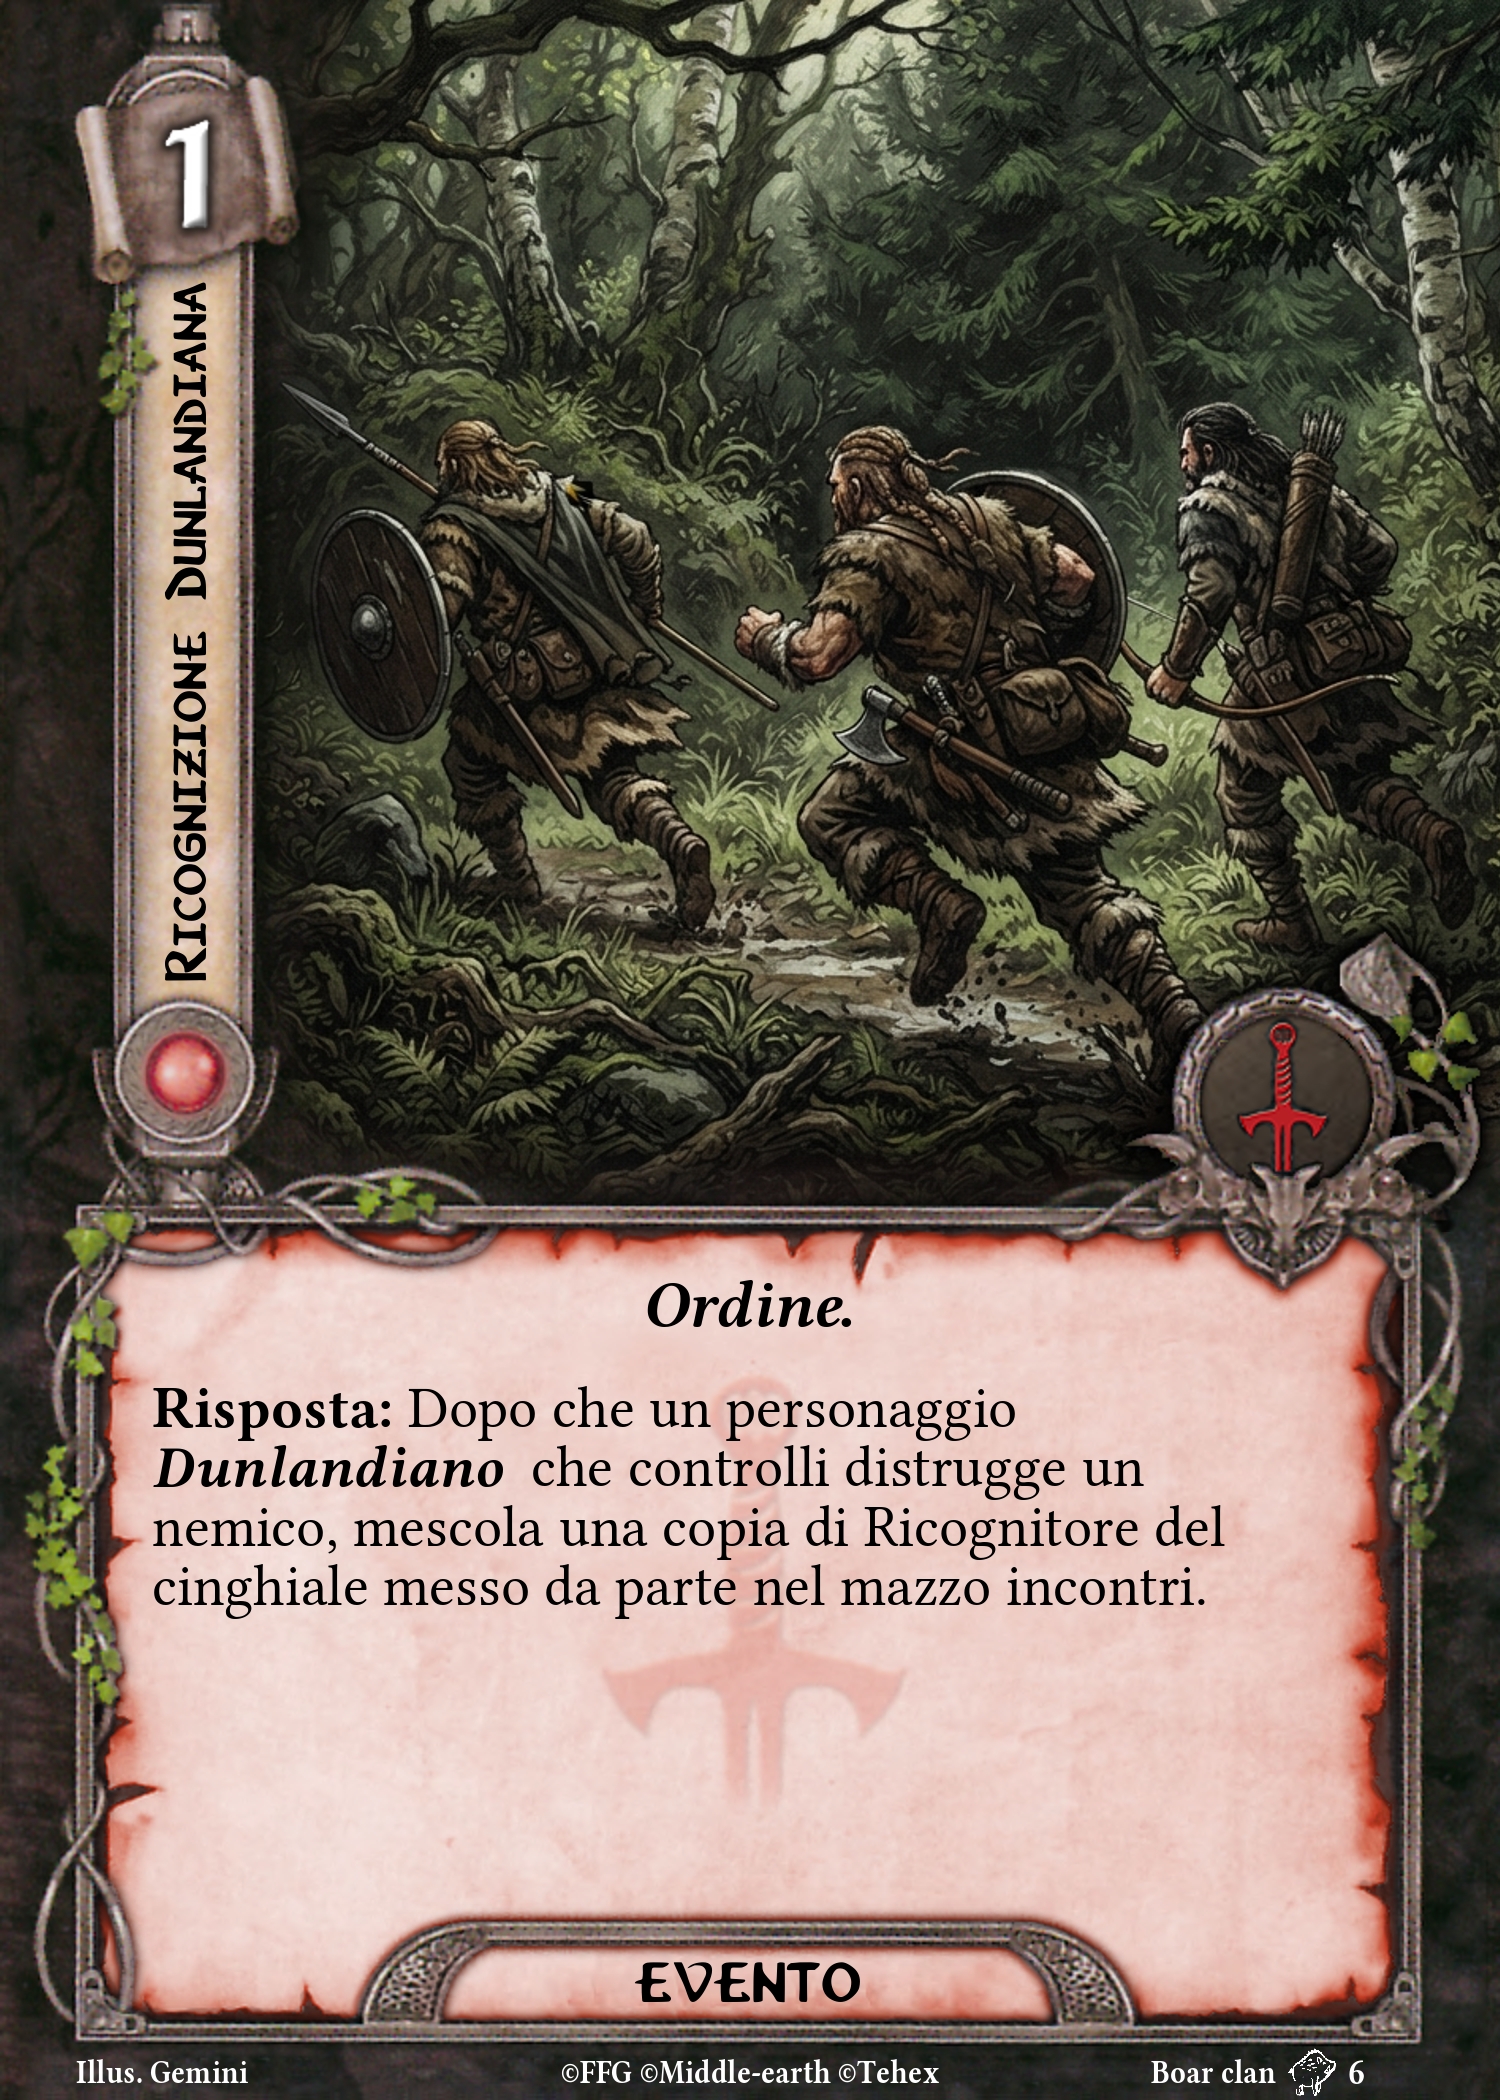 1
Ricognizione Dunlandiana
Ordine.
Risposta: Dopo che un personaggio
Dunlandiano che controlli distrugge un
nemico, mescola una copia di Ricognitore del
cinghiale messo da parte nel mazzo incontri.
EVENTO
Illus. Gemini ©FFG ©Middle-earth ©Tehex Boar clan 6